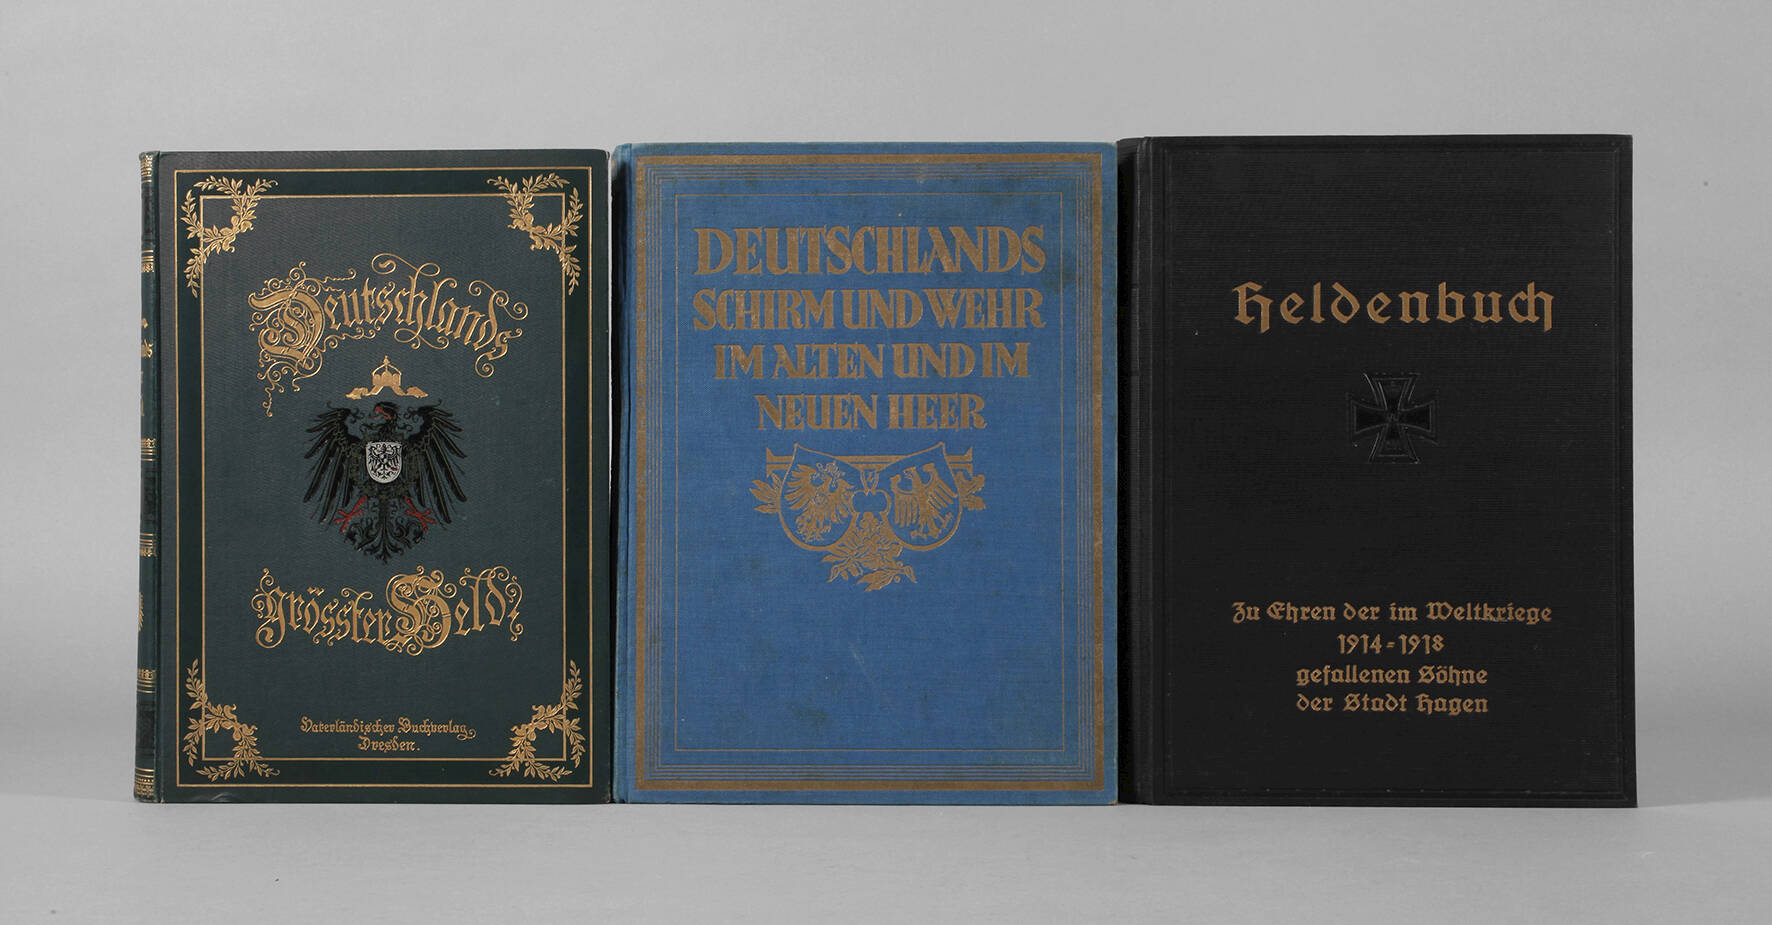 Deutschlands
grösster Held
Vaterländischer Buchverlag
Dresden.
DEUTSCHLANDS
SCHIRM UND WEHR
IM ALTEN UND IM
NEUEN HEER
Heldenbuch
Zu Ehren der im Weltkriege
1914-1918
gefallenen Söhne
der Stadt Hagen